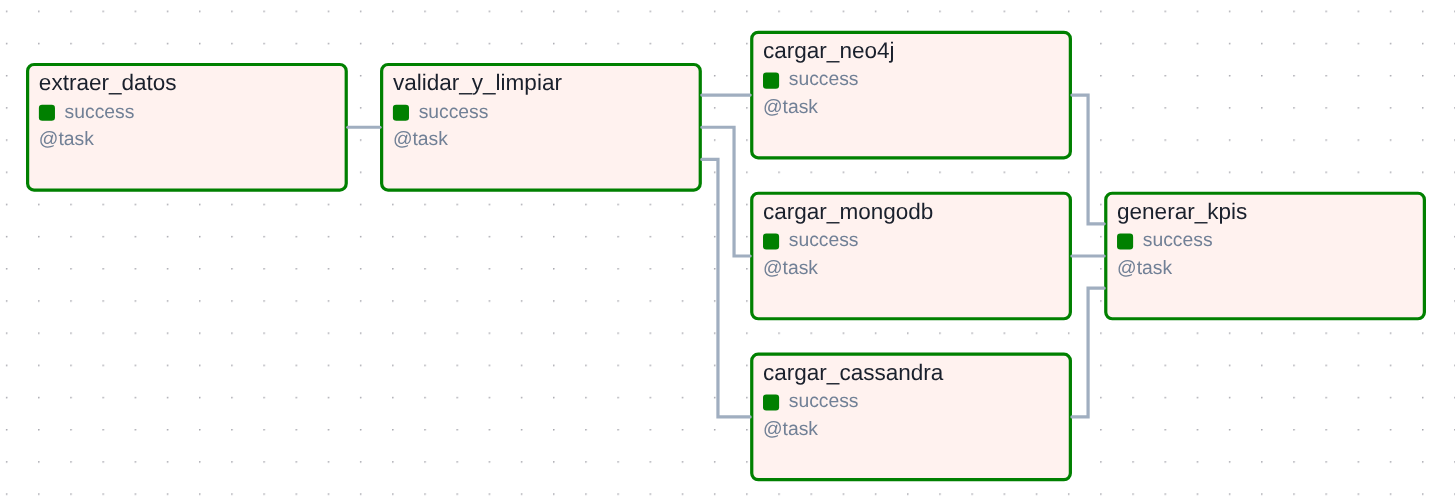 extraer_datos
success
@task
validar_y_limpiar
success
@task
cargar_neo4j
success
@task
cargar_mongodb
success
@task
cargar_cassandra
success
@task
generar_kpis
success
@task